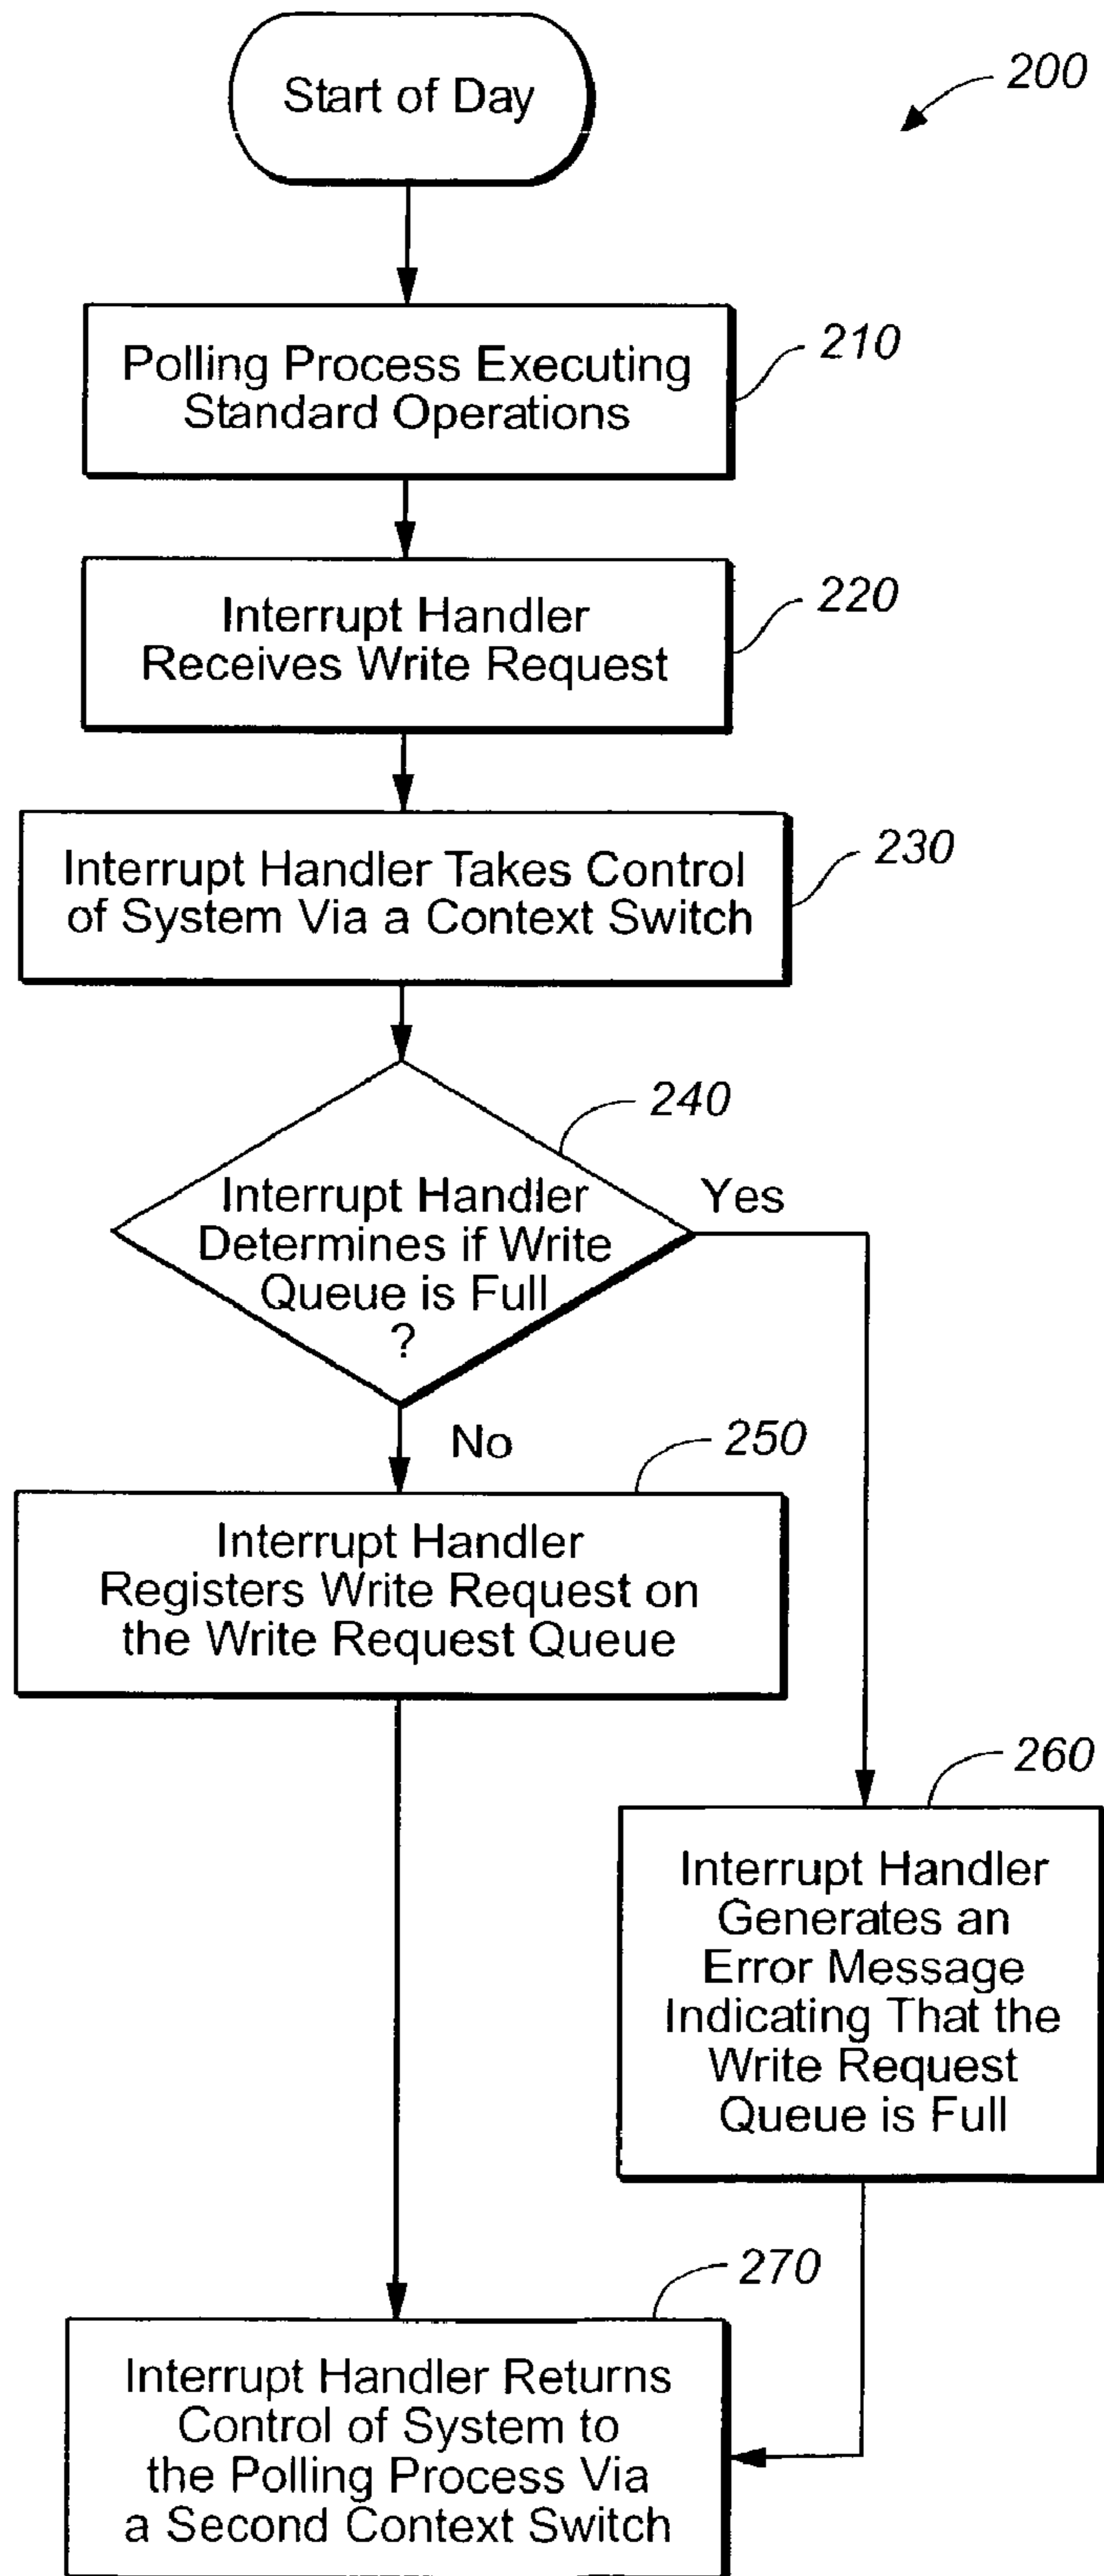 Start of Day
200
Polling Process Executing
Standard Operations
210
Interrupt Handler
Receives Write Request
220
Interrupt Handler Takes Control
of System Via a Context Switch
230
240
Interrupt Handler
Determines if Write
Queue is Full
?
Yes
No
250
Interrupt Handler
Registers Write Request on
the Write Request Queue
260
Interrupt Handler
Generates an
Error Message
Indicating That the
Write Request
Queue is Full
270
Interrupt Handler Returns
Control of System to
the Polling Process Via
a Second Context Switch